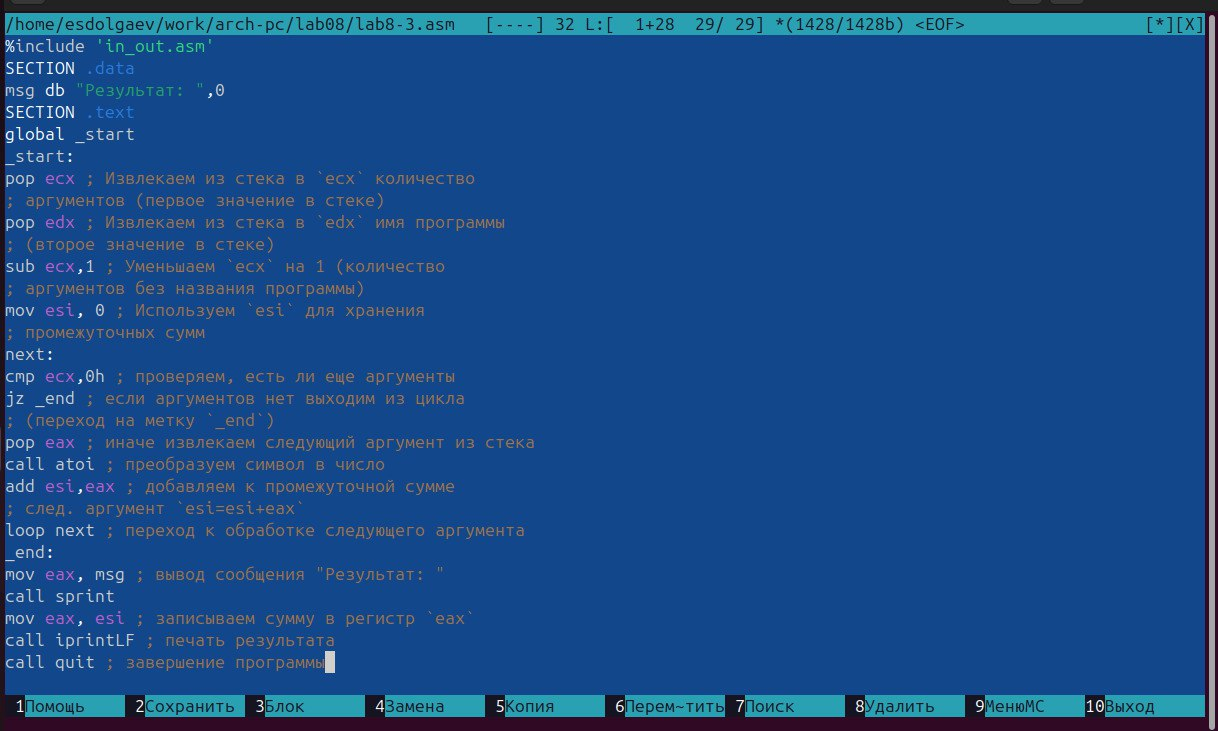 /home/esdolgaev/work/arch-pc/lab08/lab8-3.asm [----] 32 L:[ 1+28 29/ 29] *(1428/1428b) <EOF> [*][X]
%include 'in_out.asm'
SECTION .data
msg db "Результат: ",0
SECTION .text
global _start
_start:
pop ecx ; Извлекаем из стека в `ecx` количество
; аргументов (первое значение в стеке)
pop edx ; Извлекаем из стека в `edx` имя программы
; (второе значение в стеке)
sub ecx,1 ; Уменьшаем `ecx` на 1 (количество
; аргументов без названия программы)
mov esi, 0 ; Используем `esi` для хранения
; промежуточных сумм
next:
cmp ecx,0h ; проверяем, есть ли еще аргументы
jz _end ; если аргументов нет выходим из цикла
; (переход на метку `_end`)
pop eax ; иначе извлекаем следующий аргумент из стека
call atoi ; преобразуем символ в число
add esi,eax ; добавляем к промежуточной сумме
; след. аргумент `esi=esi+eax`
loop next ; переход к обработке следующего аргумента
_end:
mov eax, msg ; вывод сообщения "Результат: "
call sprint
mov eax, esi ; записываем сумму в регистр `eax`
call iprintLF ; печать результата
call quit ; завершение программы
1Помощь 2Сохранить 3Блок 4Замена 5Копия 6Перем~тить 7Поиск 8Удалить 9МенюMC 10Выход